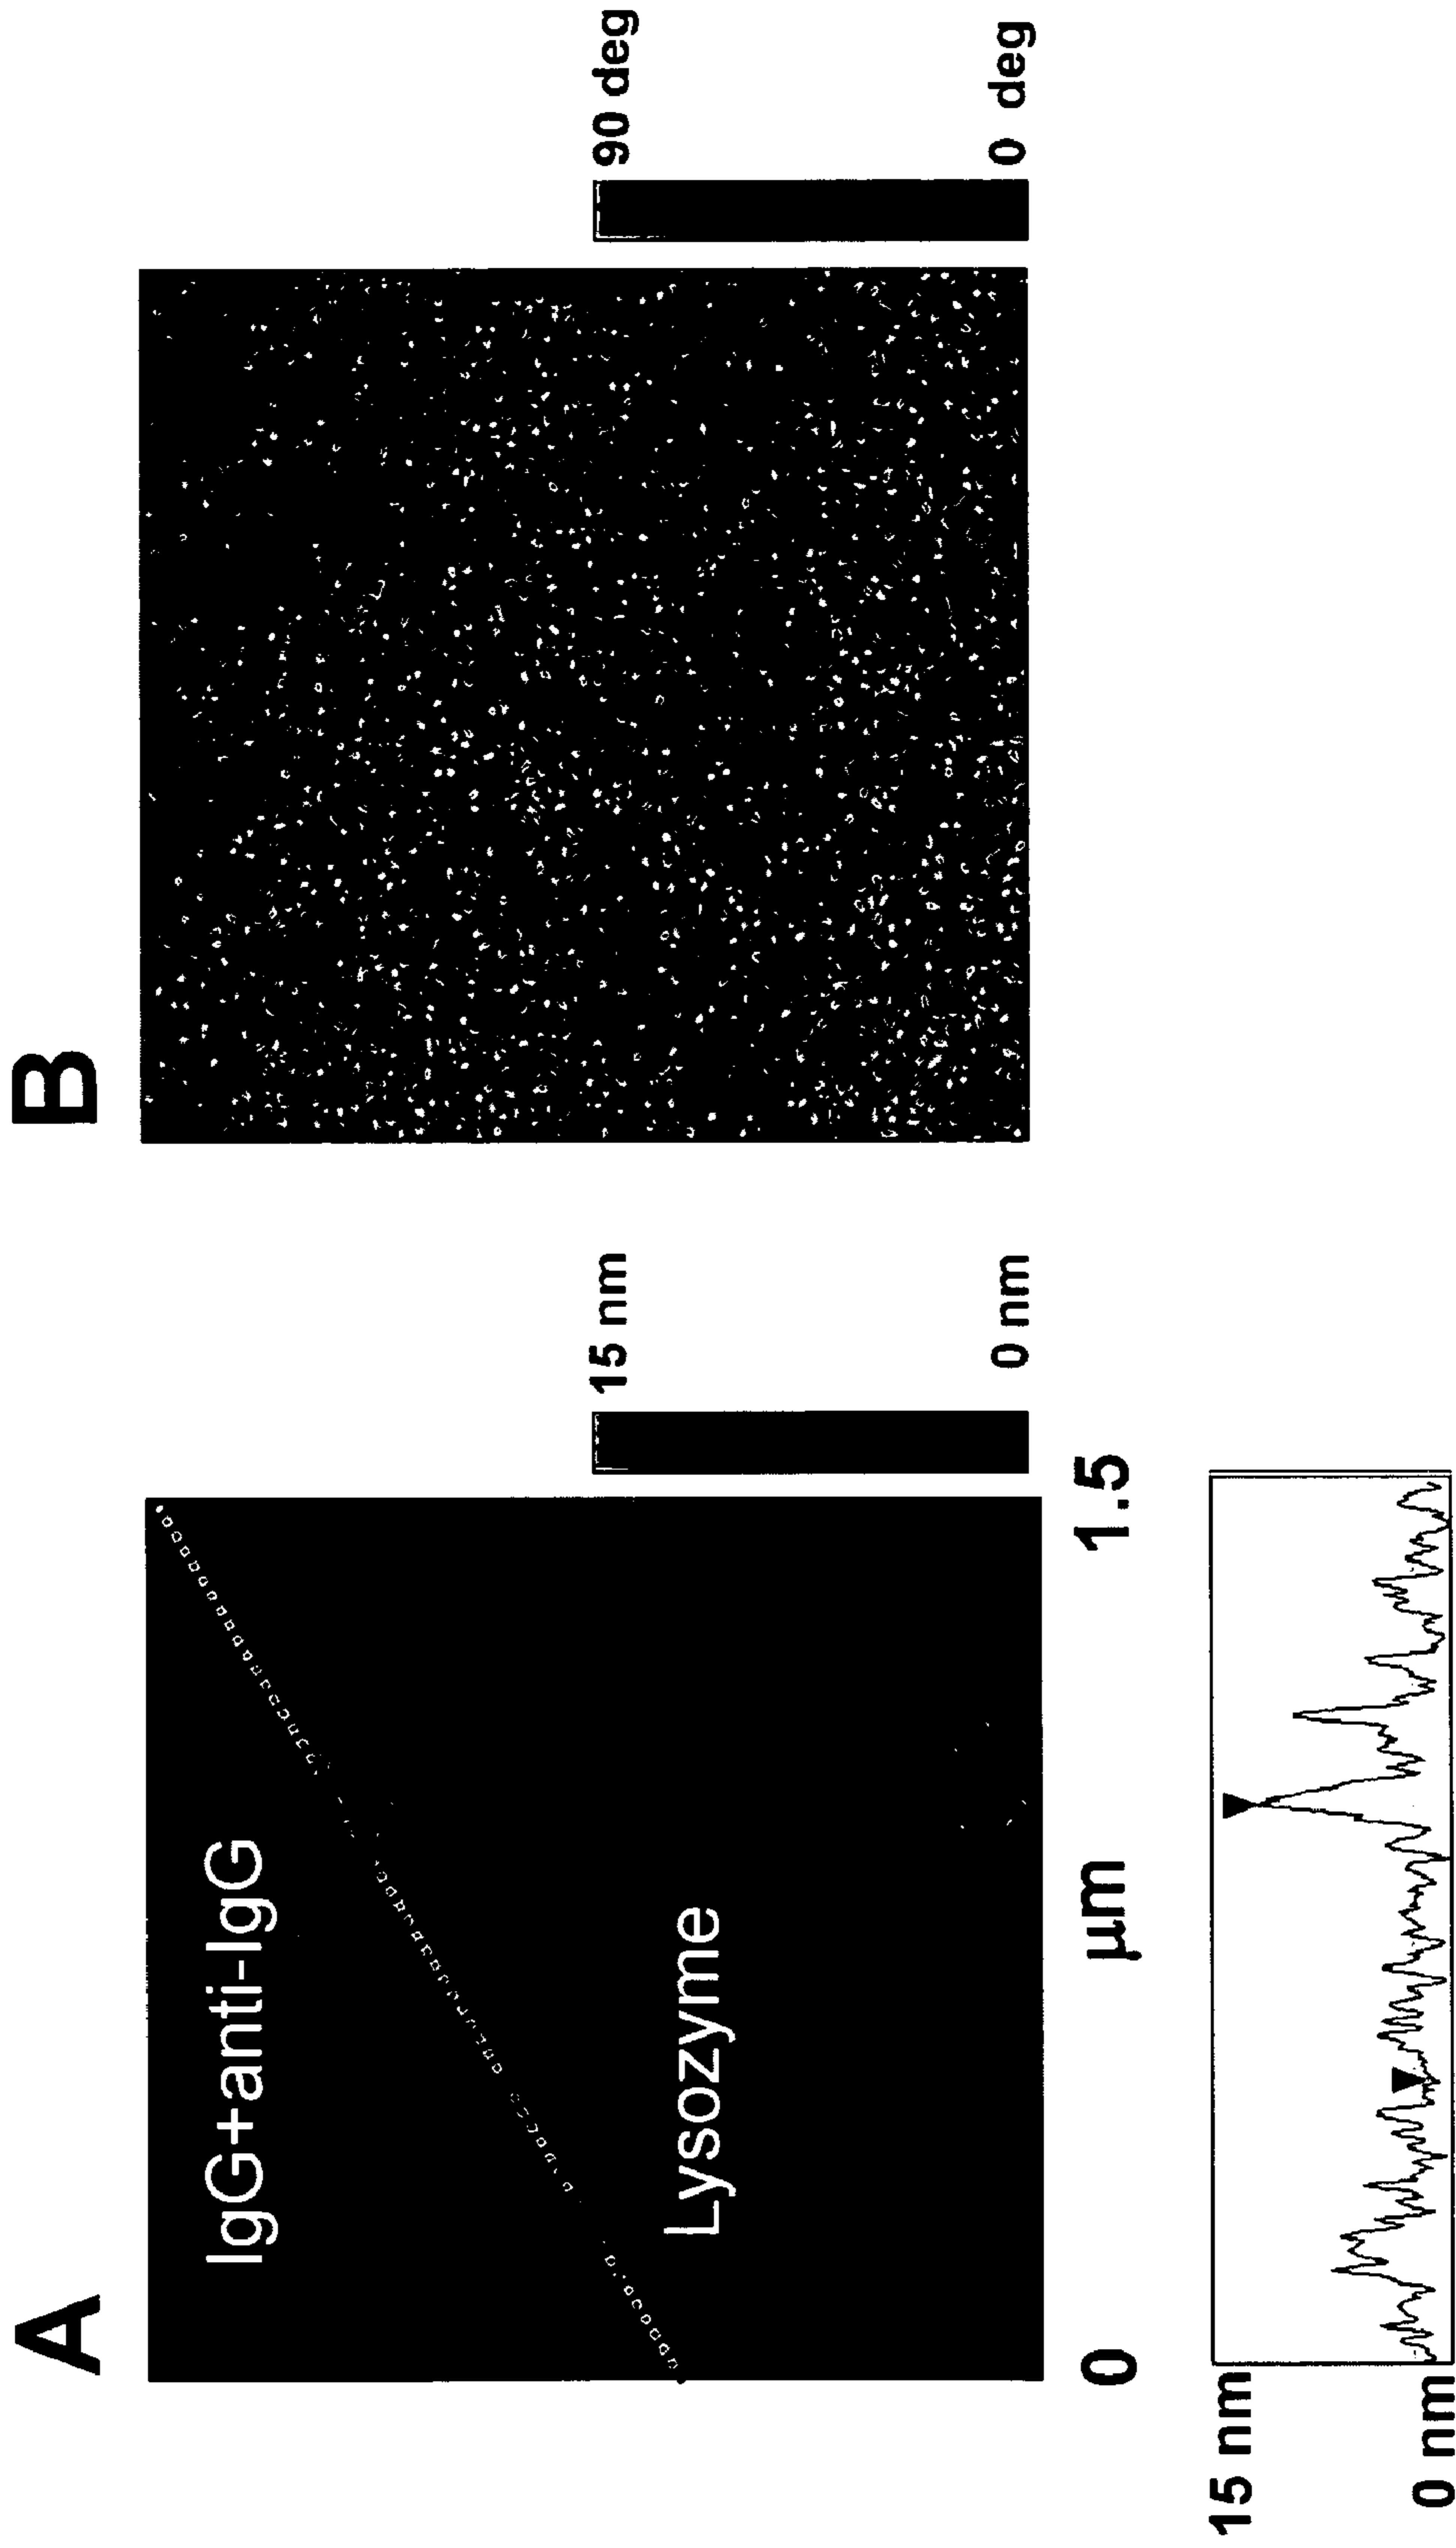 A
IgG+anti-IgG
Lysozyme
15 nm
0 nm
0 µm 1.5
15 nm
0 nm
B
90 deg
0 deg